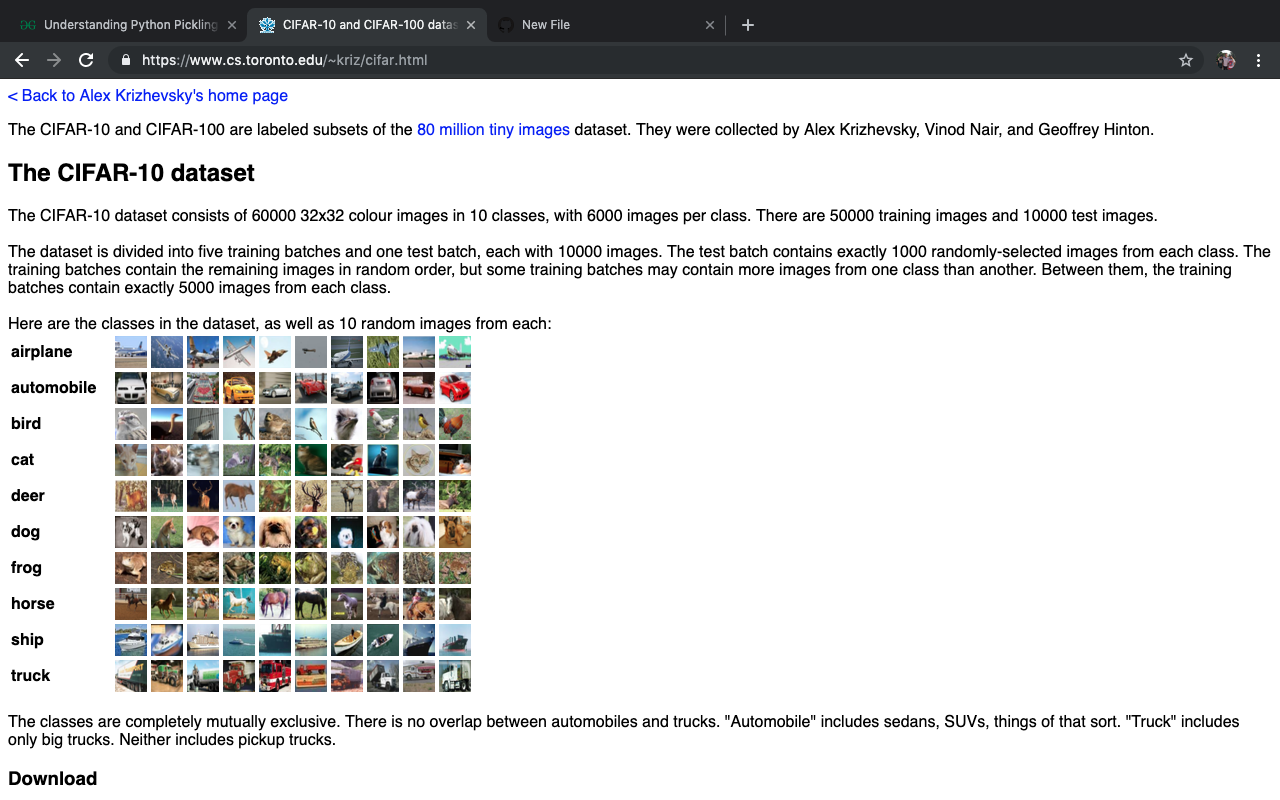 Understanding Python Pickling
CIFAR-10 and CIFAR-100 datas
New File
https://www.cs.toronto.edu/~kriz/cifar.html
< Back to Alex Krizhevsky's home page
The CIFAR-10 and CIFAR-100 are labeled subsets of the 80 million tiny images dataset. They were collected by Alex Krizhevsky, Vinod Nair, and Geoffrey Hinton.
The CIFAR-10 dataset
The CIFAR-10 dataset consists of 60000 32x32 colour images in 10 classes, with 6000 images per class. There are 50000 training images and 10000 test images.
The dataset is divided into five training batches and one test batch, each with 10000 images. The test batch contains exactly 1000 randomly-selected images from each class. The
training batches contain the remaining images in random order, but some training batches may contain more images from one class than another. Between them, the training
batches contain exactly 5000 images from each class.
Here are the classes in the dataset, as well as 10 random images from each:
airplane
automobile
bird
cat
deer
dog
frog
horse
ship
truck
The classes are completely mutually exclusive. There is no overlap between automobiles and trucks. "Automobile" includes sedans, SUVs, things of that sort. "Truck" includes
only big trucks. Neither includes pickup trucks.
Download